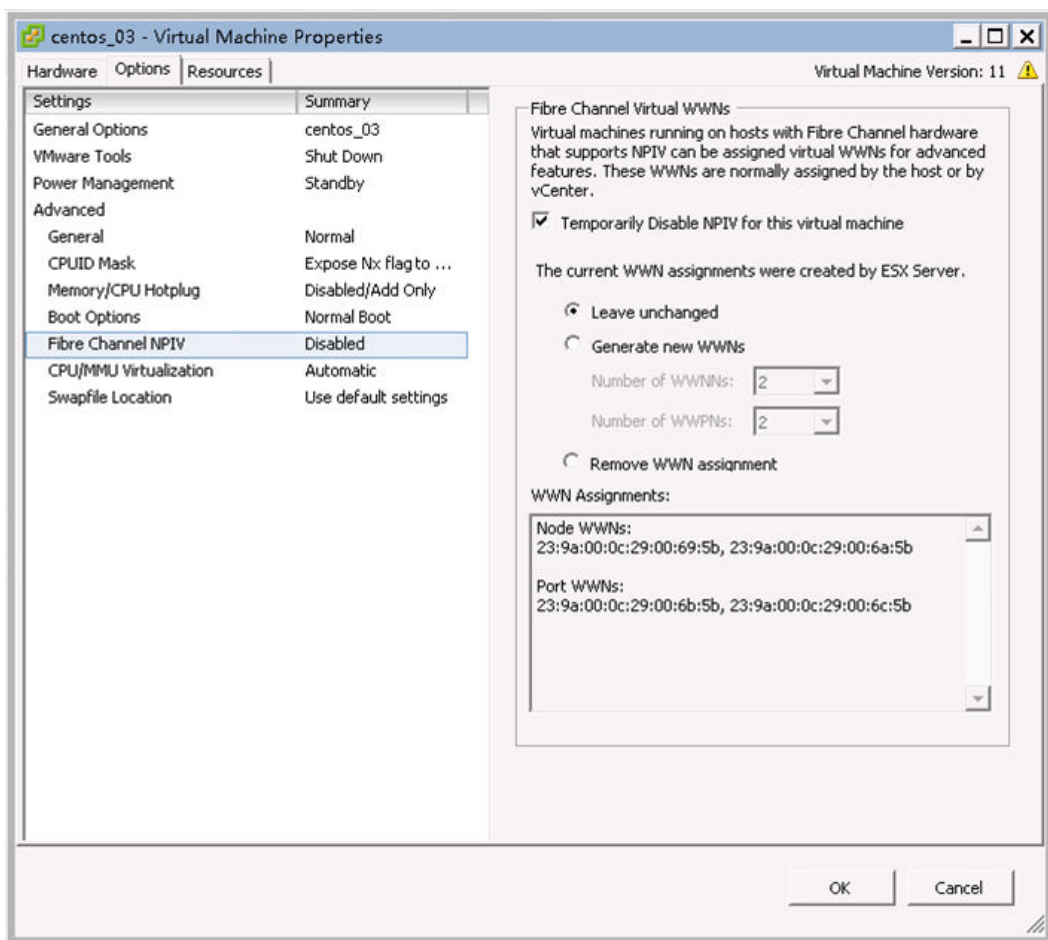 centos_03 - Virtual Machine Properties
Hardware Options Resources Virtual Machine Version: 11
Settings Summary
General Options centos_03
VMware Tools Shut Down
Power Management Standby
Advanced
General Normal
CPUID Mask Expose Nx flag to ...
Memory/CPU Hotplug Disabled/Add Only
Boot Options Normal Boot
Fibre Channel NPIV Disabled
CPU/MMU Virtualization Automatic
Swapfile Location Use default settings
Fibre Channel Virtual WWNs
Virtual machines running on hosts with Fibre Channel hardware
that supports NPIV can be assigned virtual WWNs for advanced
features. These WWNs are normally assigned by the host or by
vCenter.
Temporarily Disable NPIV for this virtual machine
The current WWN assignments were created by ESX Server.
Leave unchanged
Generate new WWNs
Number of WWNNs: 2
Number of WWPNs: 2
Remove WWN assignment
WWN Assignments:
Node WWNs:
23:9a:00:0c:29:00:69:5b, 23:9a:00:0c:29:00:6a:5b
Port WWNs:
23:9a:00:0c:29:00:6b:5b, 23:9a:00:0c:29:00:6c:5b
OK Cancel